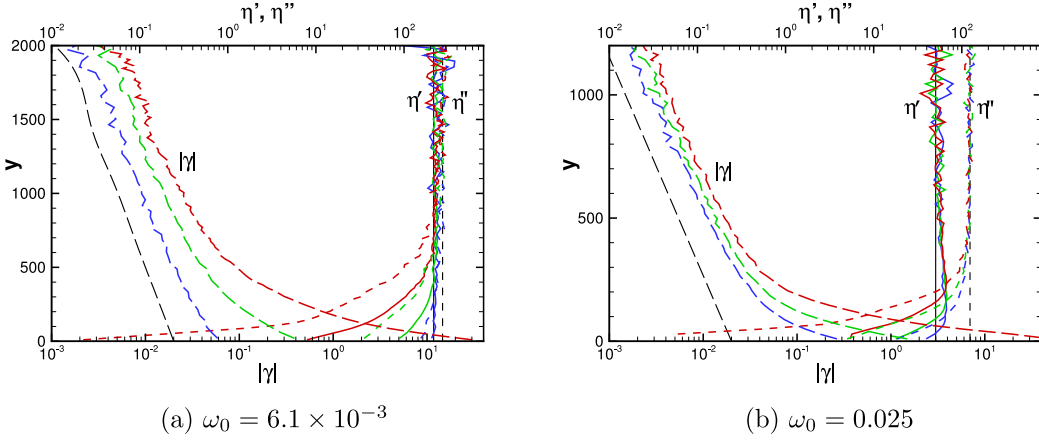 η', η''
10⁻² 10⁻¹ 10⁰ 10¹ 10²
2000
1500
1000
500
0
y
η' η''
|γ|
10⁻³ 10⁻² 10⁻¹ 10⁰ 10¹
|γ|
(a) ω₀ = 6.1 × 10⁻³
η', η''
10⁻² 10⁻¹ 10⁰ 10¹ 10²
1000
500
0
y
η' η''
|γ|
10⁻³ 10⁻² 10⁻¹ 10⁰ 10¹
|γ|
(b) ω₀ = 0.025